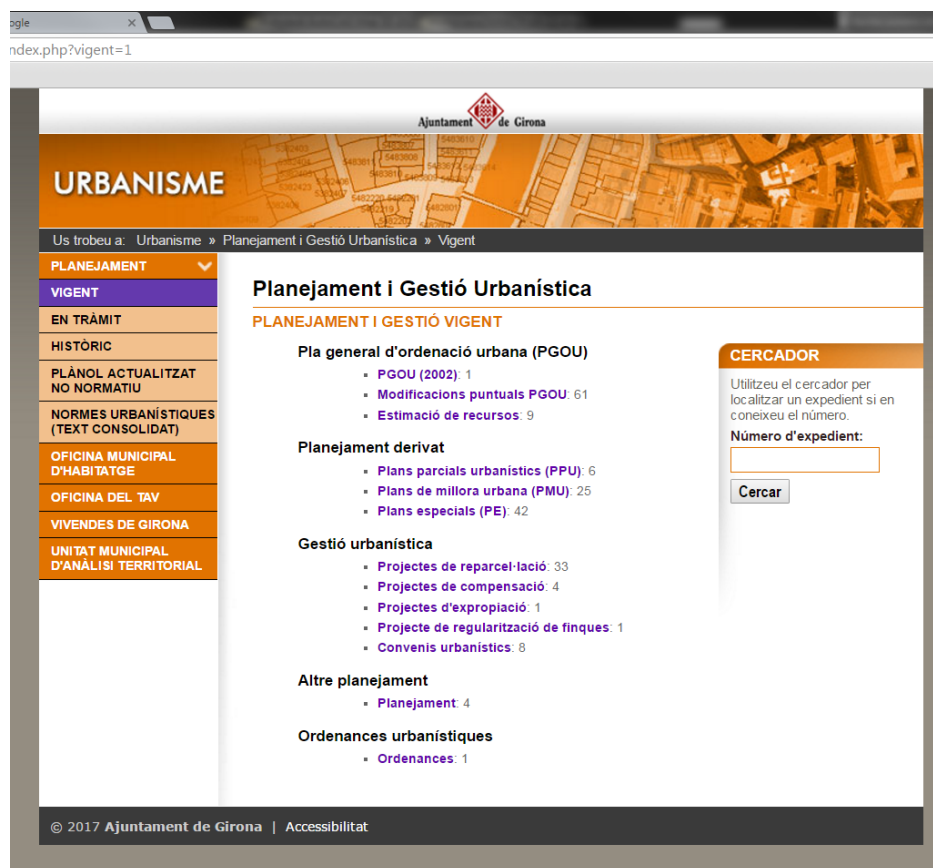 ogle
ndex.php?vigent=1
Ajuntament de Girona
URBANISME
Us trobeu a: Urbanisme » Planejament i Gestió Urbanística » Vigent
PLANEJAMENT
VIGENT
EN TRÀMIT
HISTÒRIC
PLÀNOL ACTUALITZAT
NO NORMATIU
NORMES URBANÍSTIQUES
(TEXT CONSOLIDAT)
OFICINA MUNICIPAL
D'HABITATGE
OFICINA DEL TAV
VIVENDES DE GIRONA
UNITAT MUNICIPAL
D'ANÀLISI TERRITORIAL
Planejament i Gestió Urbanística
PLANEJAMENT I GESTIÓ VIGENT
Pla general d'ordenació urbana (PGOU)
PGOU (2002): 1
Modificacions puntuals PGOU: 61
Estimació de recursos: 9
Planejament derivat
Plans parcials urbanístics (PPU): 6
Plans de millora urbana (PMU): 25
Plans especials (PE): 42
Gestió urbanística
Projectes de reparcel·lació: 33
Projectes de compensació: 4
Projectes d'expropiació: 1
Projecte de regularització de finques: 1
Convenis urbanístics: 8
Altre planejament
Planejament: 4
Ordenances urbanístiques
Ordenances: 1
CERCADOR
Utilitzeu el cercador per
localitzar un expedient si en
coneixeu el número.
Número d'expedient:
Cercar
© 2017 Ajuntament de Girona | Accessibilitat